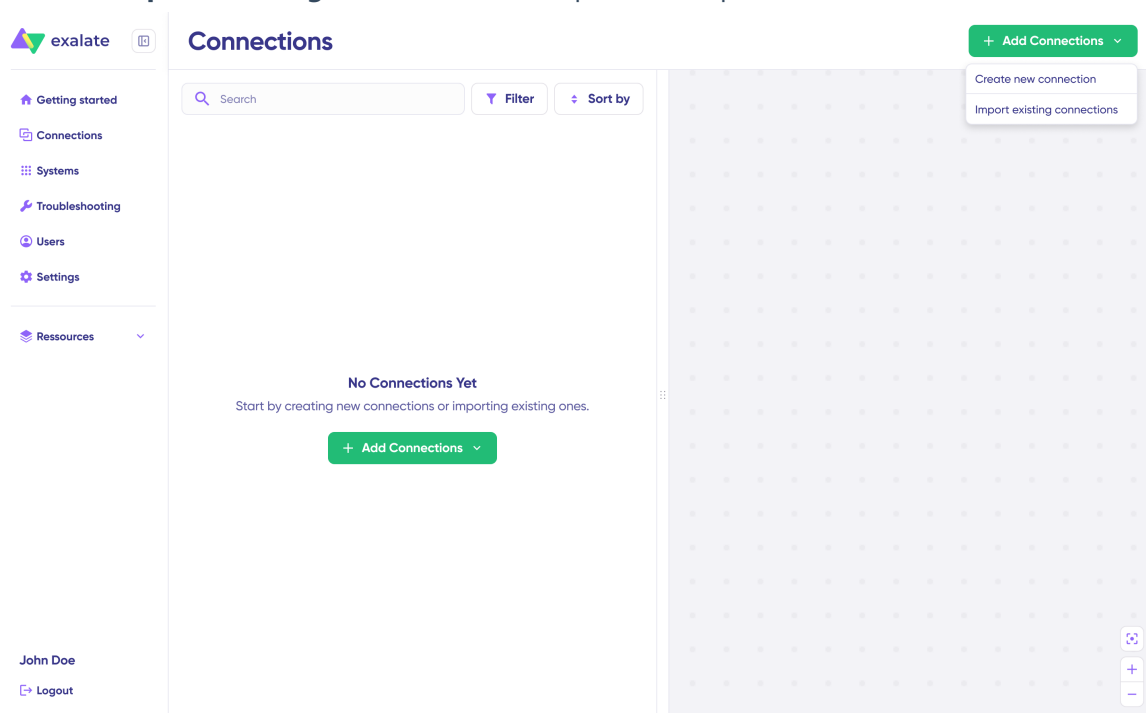 exalate
Connections
+ Add Connections
Create new connection
Import existing connections
Getting started
Connections
Systems
Troubleshooting
Users
Settings
Ressources
Search
Filter
Sort by
No Connections Yet
Start by creating new connections or importing existing ones.
+ Add Connections
John Doe
Logout